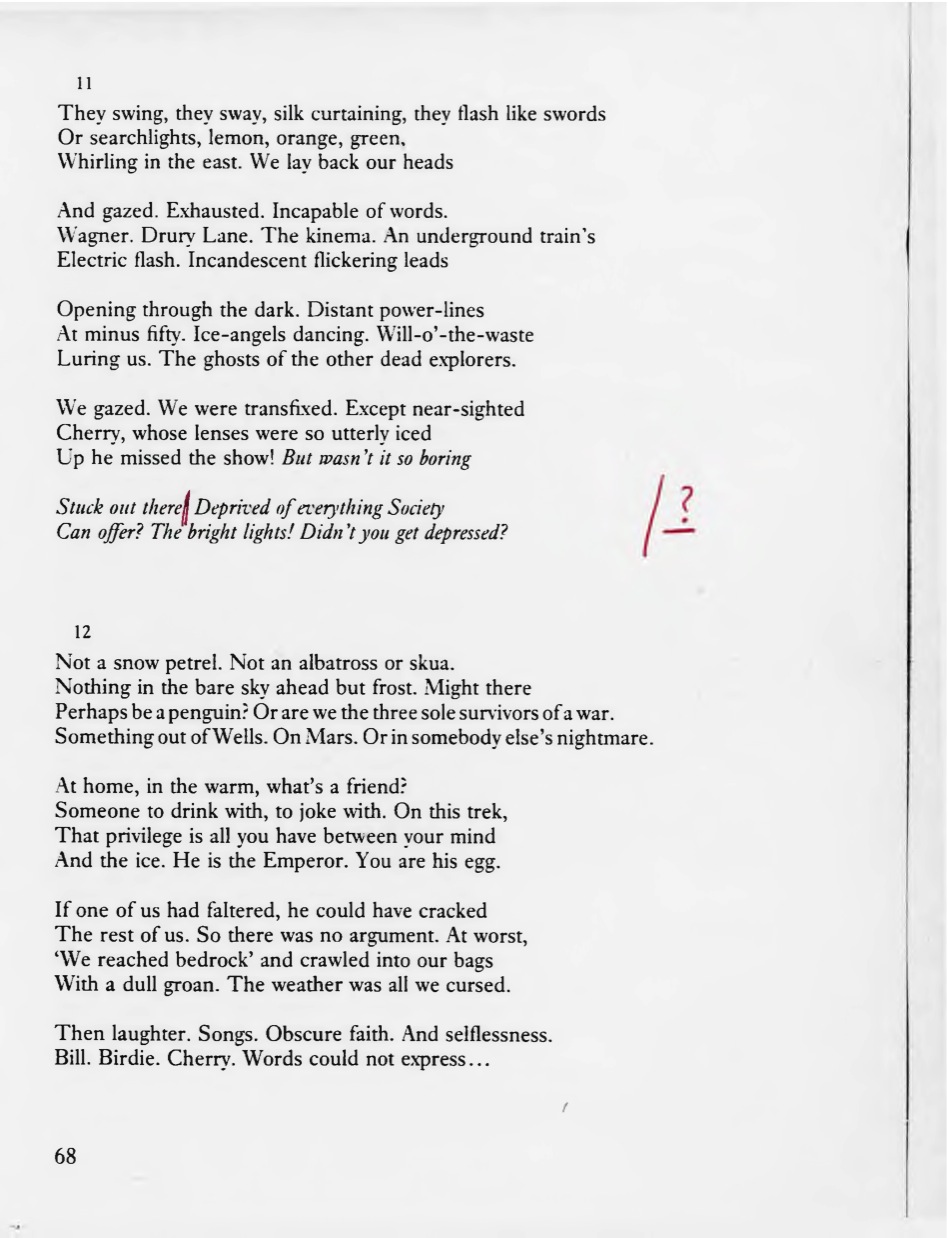 11
They swing, they sway, silk curtaining, they flash like swords
Or searchlights, lemon, orange, green,
Whirling in the east. We lay back our heads
And gazed. Exhausted. Incapable of words.
Wagner. Drury Lane. The kinema. An underground train's
Electric flash. Incandescent flickering leads
Opening through the dark. Distant power-lines
At minus fifty. Ice-angels dancing. Will-o'-the-waste
Luring us. The ghosts of the other dead explorers.
We gazed. We were transfixed. Except near-sighted
Cherry, whose lenses were so utterly iced
Up he missed the show! But wasn't it so boring
Stuck out there Deprived of everything Society
/ ?
Can offer? The bright lights! Didn't you get depressed?
12
Not a snow petrel. Not an albatross or skua.
Nothing in the bare sky ahead but frost. Might there
Perhaps be a penguin? Or are we the three sole survivors of a war.
Something out of Wells. On Mars. Or in somebody else's nightmare.
At home, in the warm, what's a friend?
Someone to drink with, to joke with. On this trek,
That privilege is all you have between your mind
And the ice. He is the Emperor. You are his egg.
If one of us had faltered, he could have cracked
The rest of us. So there was no argument. At worst,
‘We reached bedrock’ and crawled into our bags
With a dull groan. The weather was all we cursed.
Then laughter. Songs. Obscure faith. And selflessness.
Bill. Birdie. Cherry. Words could not express...
68